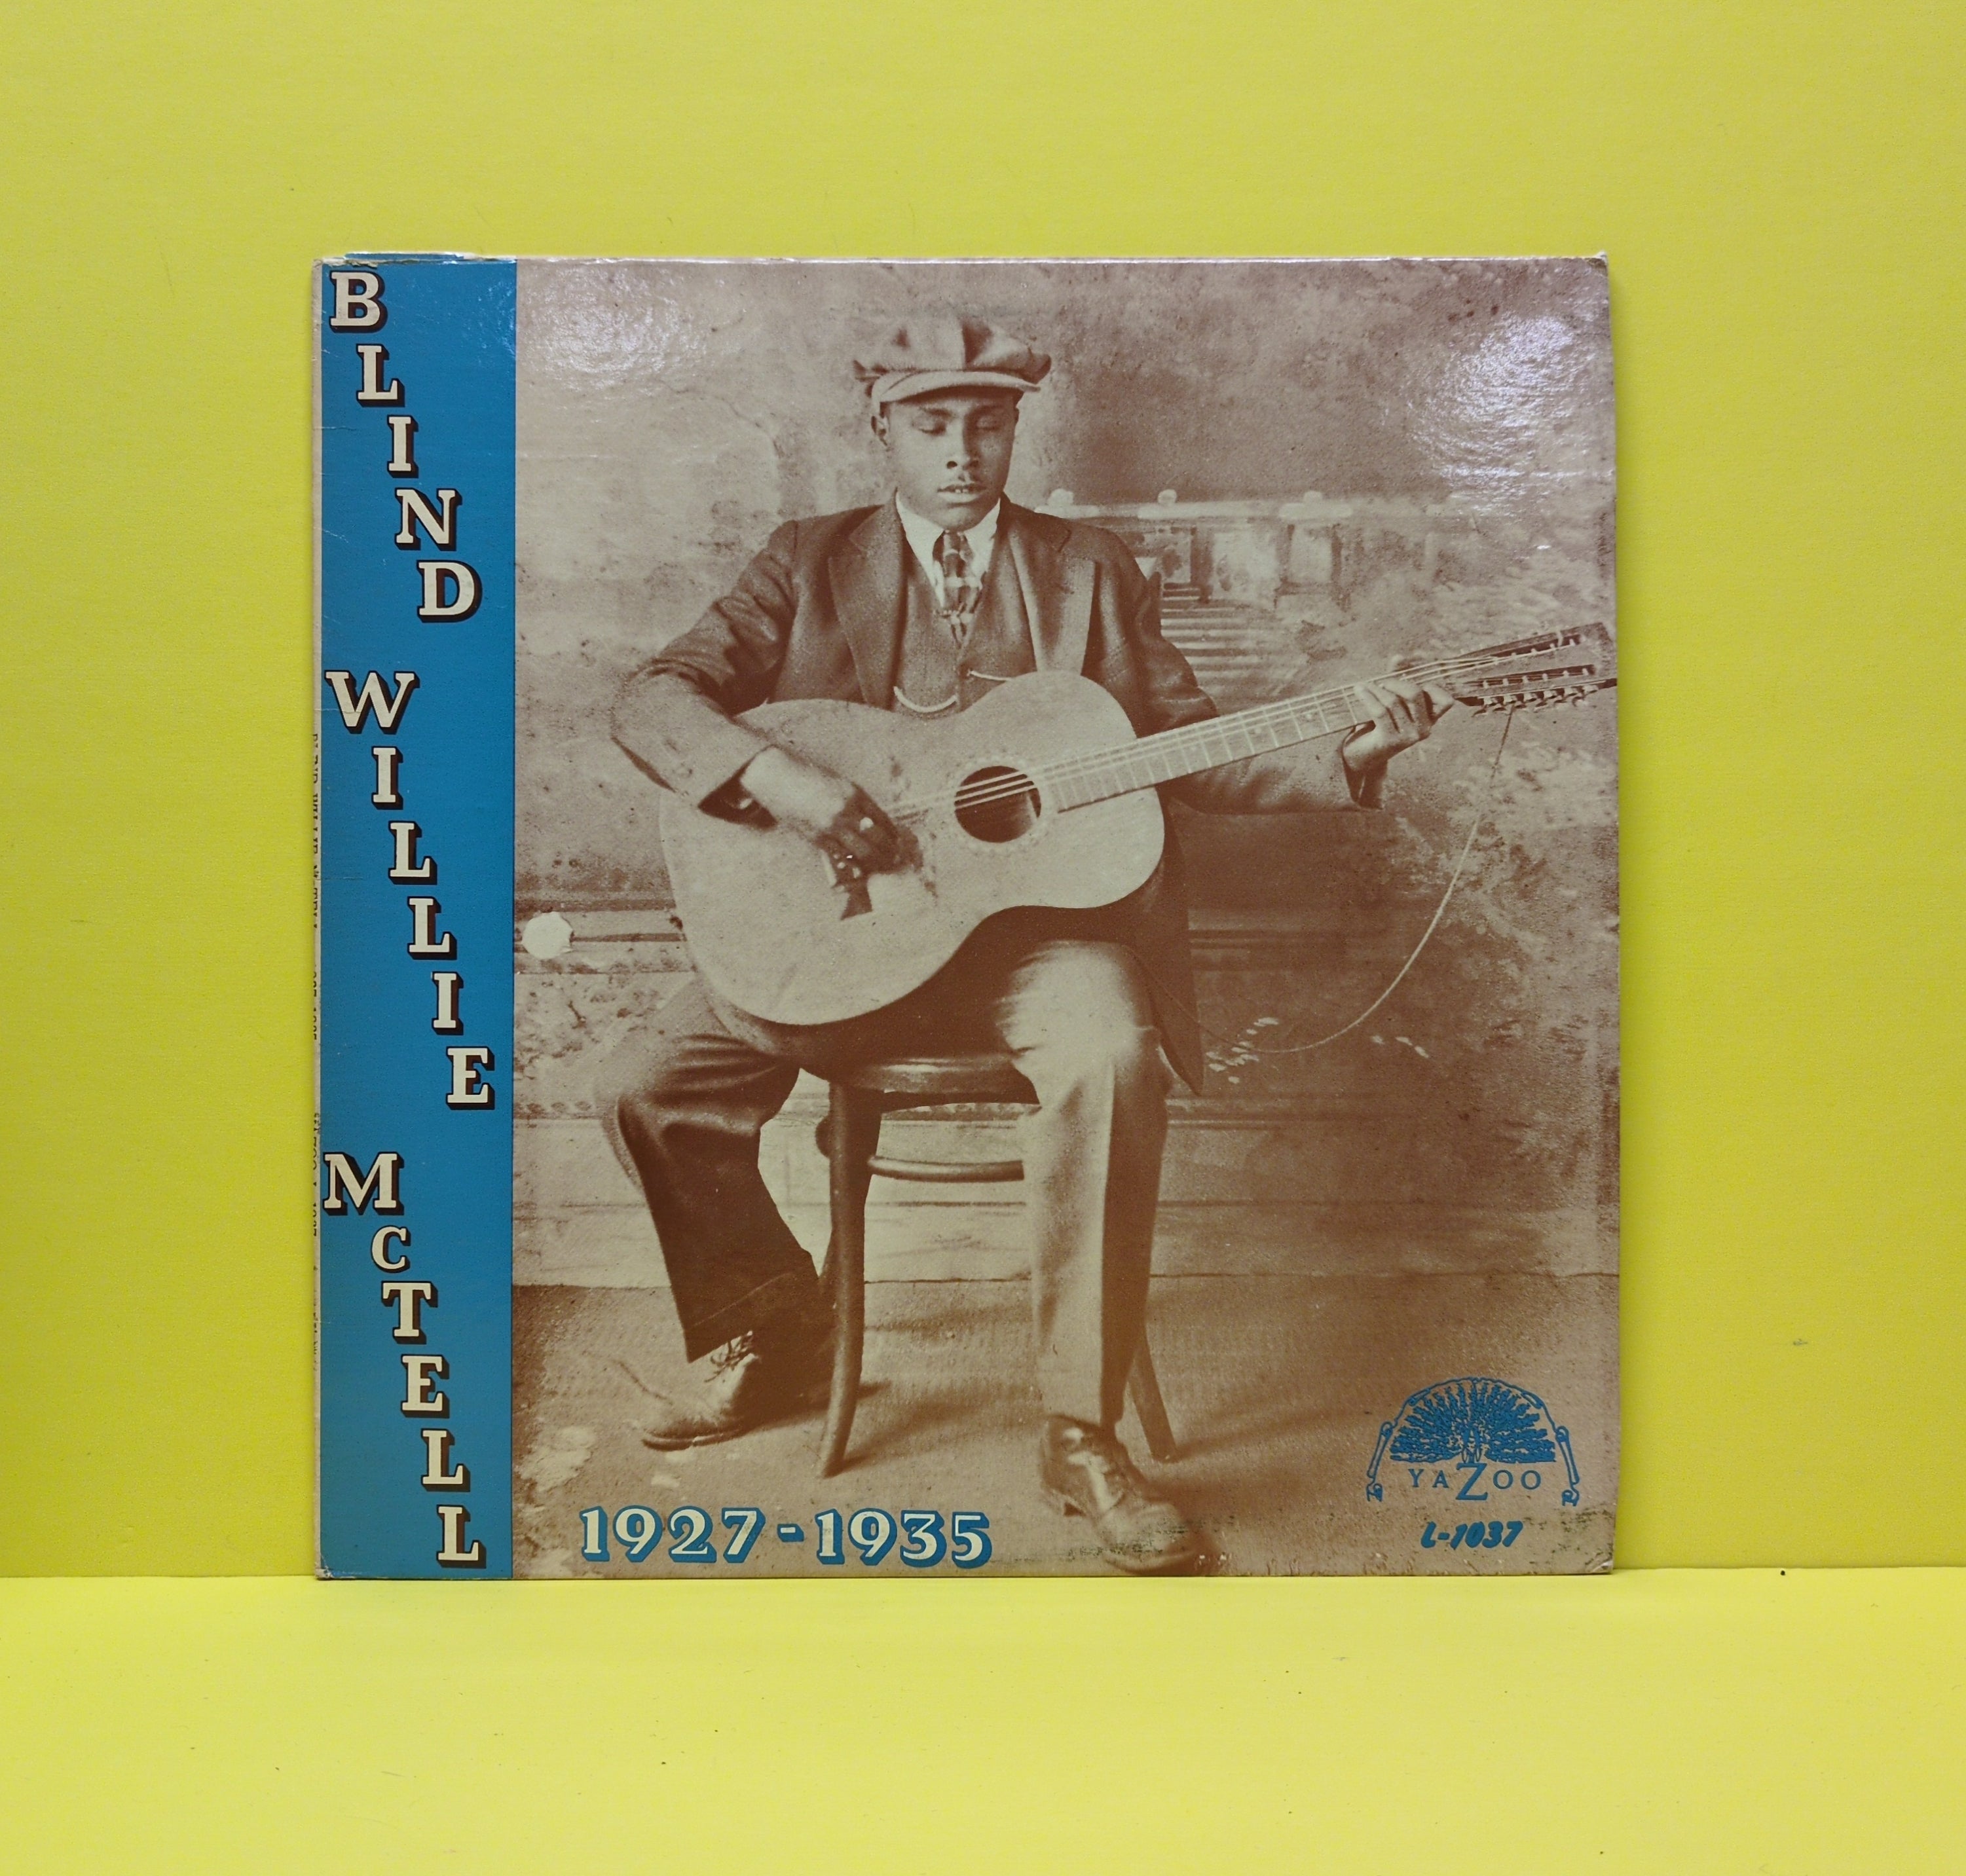 BLIND
WILLIE
McTELL
1927-1935
YAZOO
L-1037